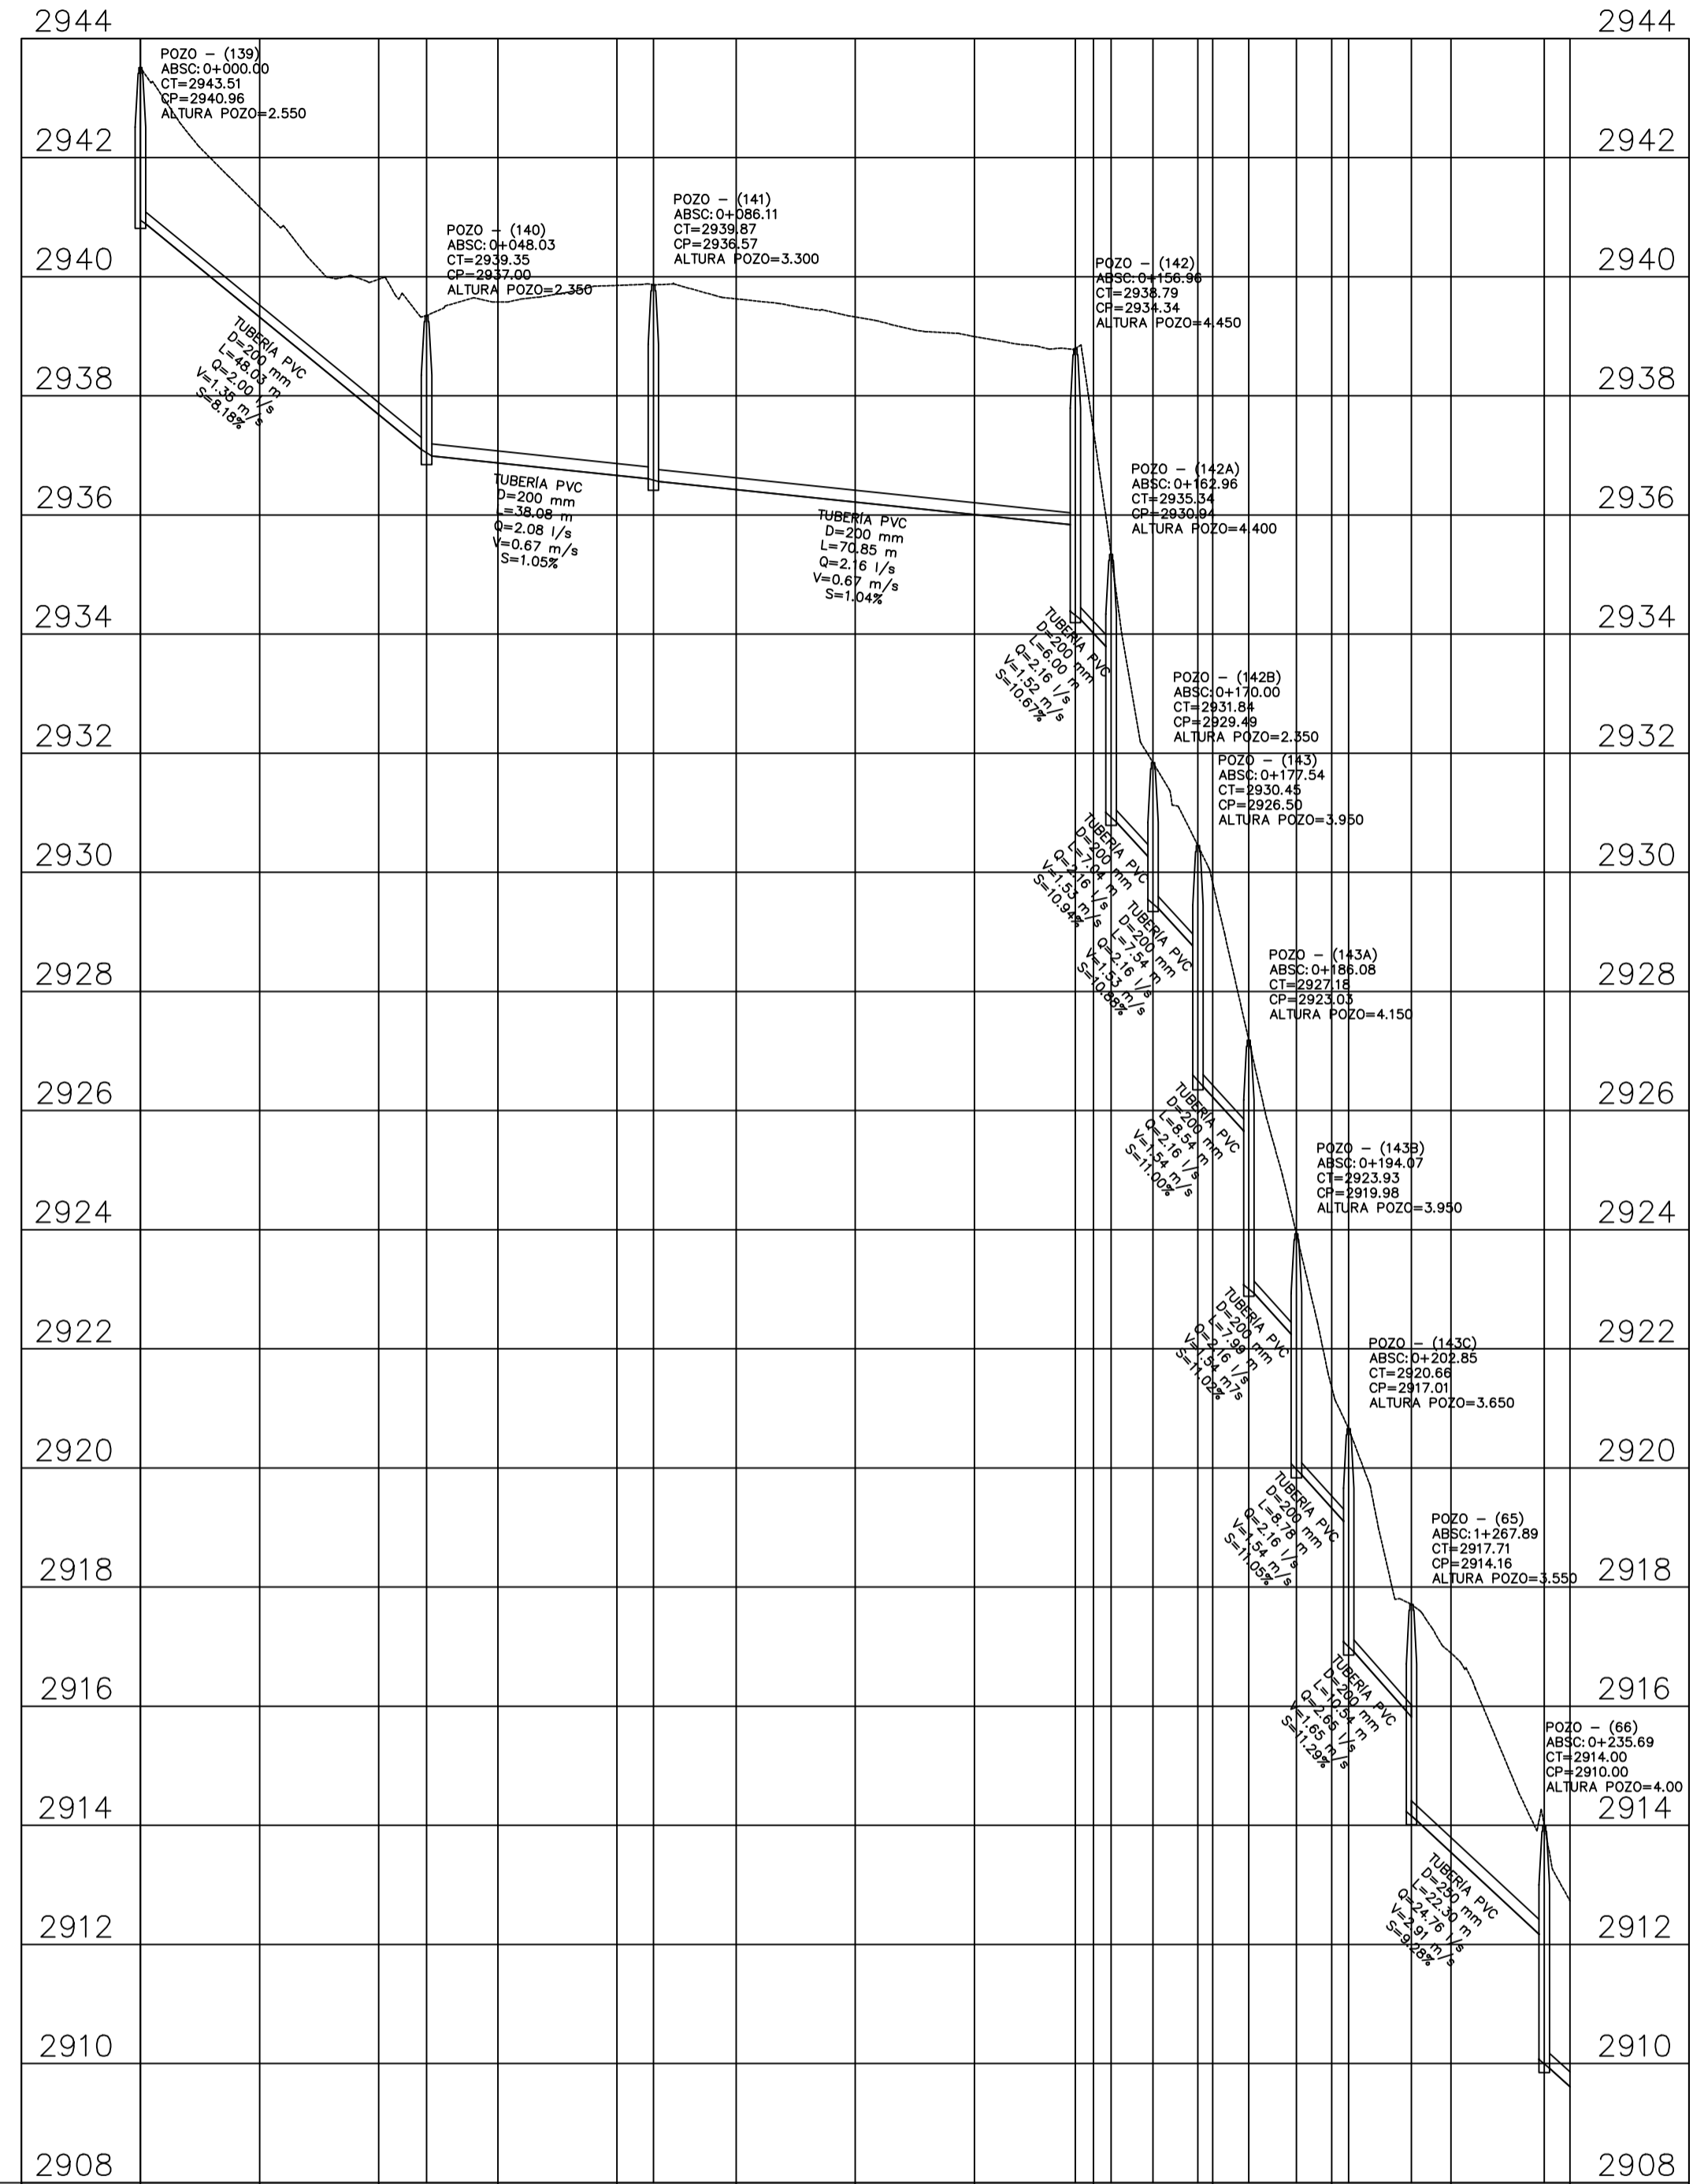 2944
2944
POZO - (139)
ABSC: 0+000.00
CT=2943.51
CP=2940.96
ALTURA POZO=2.550
2942
2942
POZO - (141)
ABSC: 0+086.11
CT=2939.87
CP=2936.57
ALTURA POZO=3.300
POZO - (140)
ABSC: 0+048.03
CT=2939.35
CP=2937.00
ALTURA POZO=2.350
2940
2940
POZO - (142)
ABSC: 0+156.96
CT=2938.79
CP=2934.34
ALTURA POZO=4.450
TUBERÍA PVC
D=200 mm
L=48.03 m
Q=2.00 l/s
V=1.35 m/s
S=8.18%
2938
2938
POZO - (142A)
ABSC: 0+162.96
CT=2935.34
CP=2930.94
ALTURA POZO=4.400
TUBERÍA PVC
D=200 mm
L=38.08 m
Q=2.08 l/s
V=0.67 m/s
S=1.05%
2936
2936
TUBERÍA PVC
D=200 mm
L=70.85 m
Q=2.16 l/s
V=0.67 m/s
S=1.04%
2934
2934
TUBERÍA PVC
D=200 mm
L=6.00 m
Q=2.16 l/s
V=1.52 m/s
S=10.67%
POZO - (142B)
ABSC: 0+170.00
CT=2931.84
CP=2929.49
ALTURA POZO=2.350
2932
2932
POZO - (143)
ABSC: 0+177.54
CT=2930.45
CP=2926.50
ALTURA POZO=3.950
TUBERÍA PVC
D=200 mm
L=7.04 m
Q=2.16 l/s
V=1.53 m/s
S=10.94%
2930
2930
TUBERÍA PVC
D=200 mm
L=7.54 m
Q=2.16 l/s
V=1.53 m/s
S=10.88%
POZO - (143A)
ABSC: 0+186.08
CT=2927.18
CP=2923.03
ALTURA POZO=4.150
2928
2928
2926
2926
TUBERÍA PVC
D=200 mm
L=8.54 m
Q=2.16 l/s
V=1.54 m/s
S=11.00%
POZO - (143B)
ABSC: 0+194.07
CT=2923.93
CP=2919.98
ALTURA POZO=3.950
2924
2924
TUBERÍA PVC
D=200 mm
L=7.99 m
Q=2.16 l/s
V=1.54 m7s
S=11.02%
2922
2922
POZO - (143C)
ABSC: 0+202.85
CT=2920.66
CP=2917.01
ALTURA POZO=3.650
2920
2920
TUBERÍA PVC
D=200 mm
L=8.78 m
Q=2.16 l/s
V=1.54 m/s
S=11.05%
POZO - (65)
ABSC: 1+267.89
CT=2917.71
CP=2914.16
ALTURA POZO=3.550
2918
2918
TUBERÍA PVC
D=200 mm
L=10.54 m
Q=2.65 l/s
V=1.65 m/s
S=11.29%
2916
2916
POZO - (66)
ABSC: 0+235.69
CT=2914.00
CP=2910.00
ALTURA POZO=4.00
2914
2914
TUBERÍA PVC
D=250 mm
L=22.30 m
Q=24.76 l/s
V=2.91 m/s
S=9.28%
2912
2912
2910
2910
2908
2908